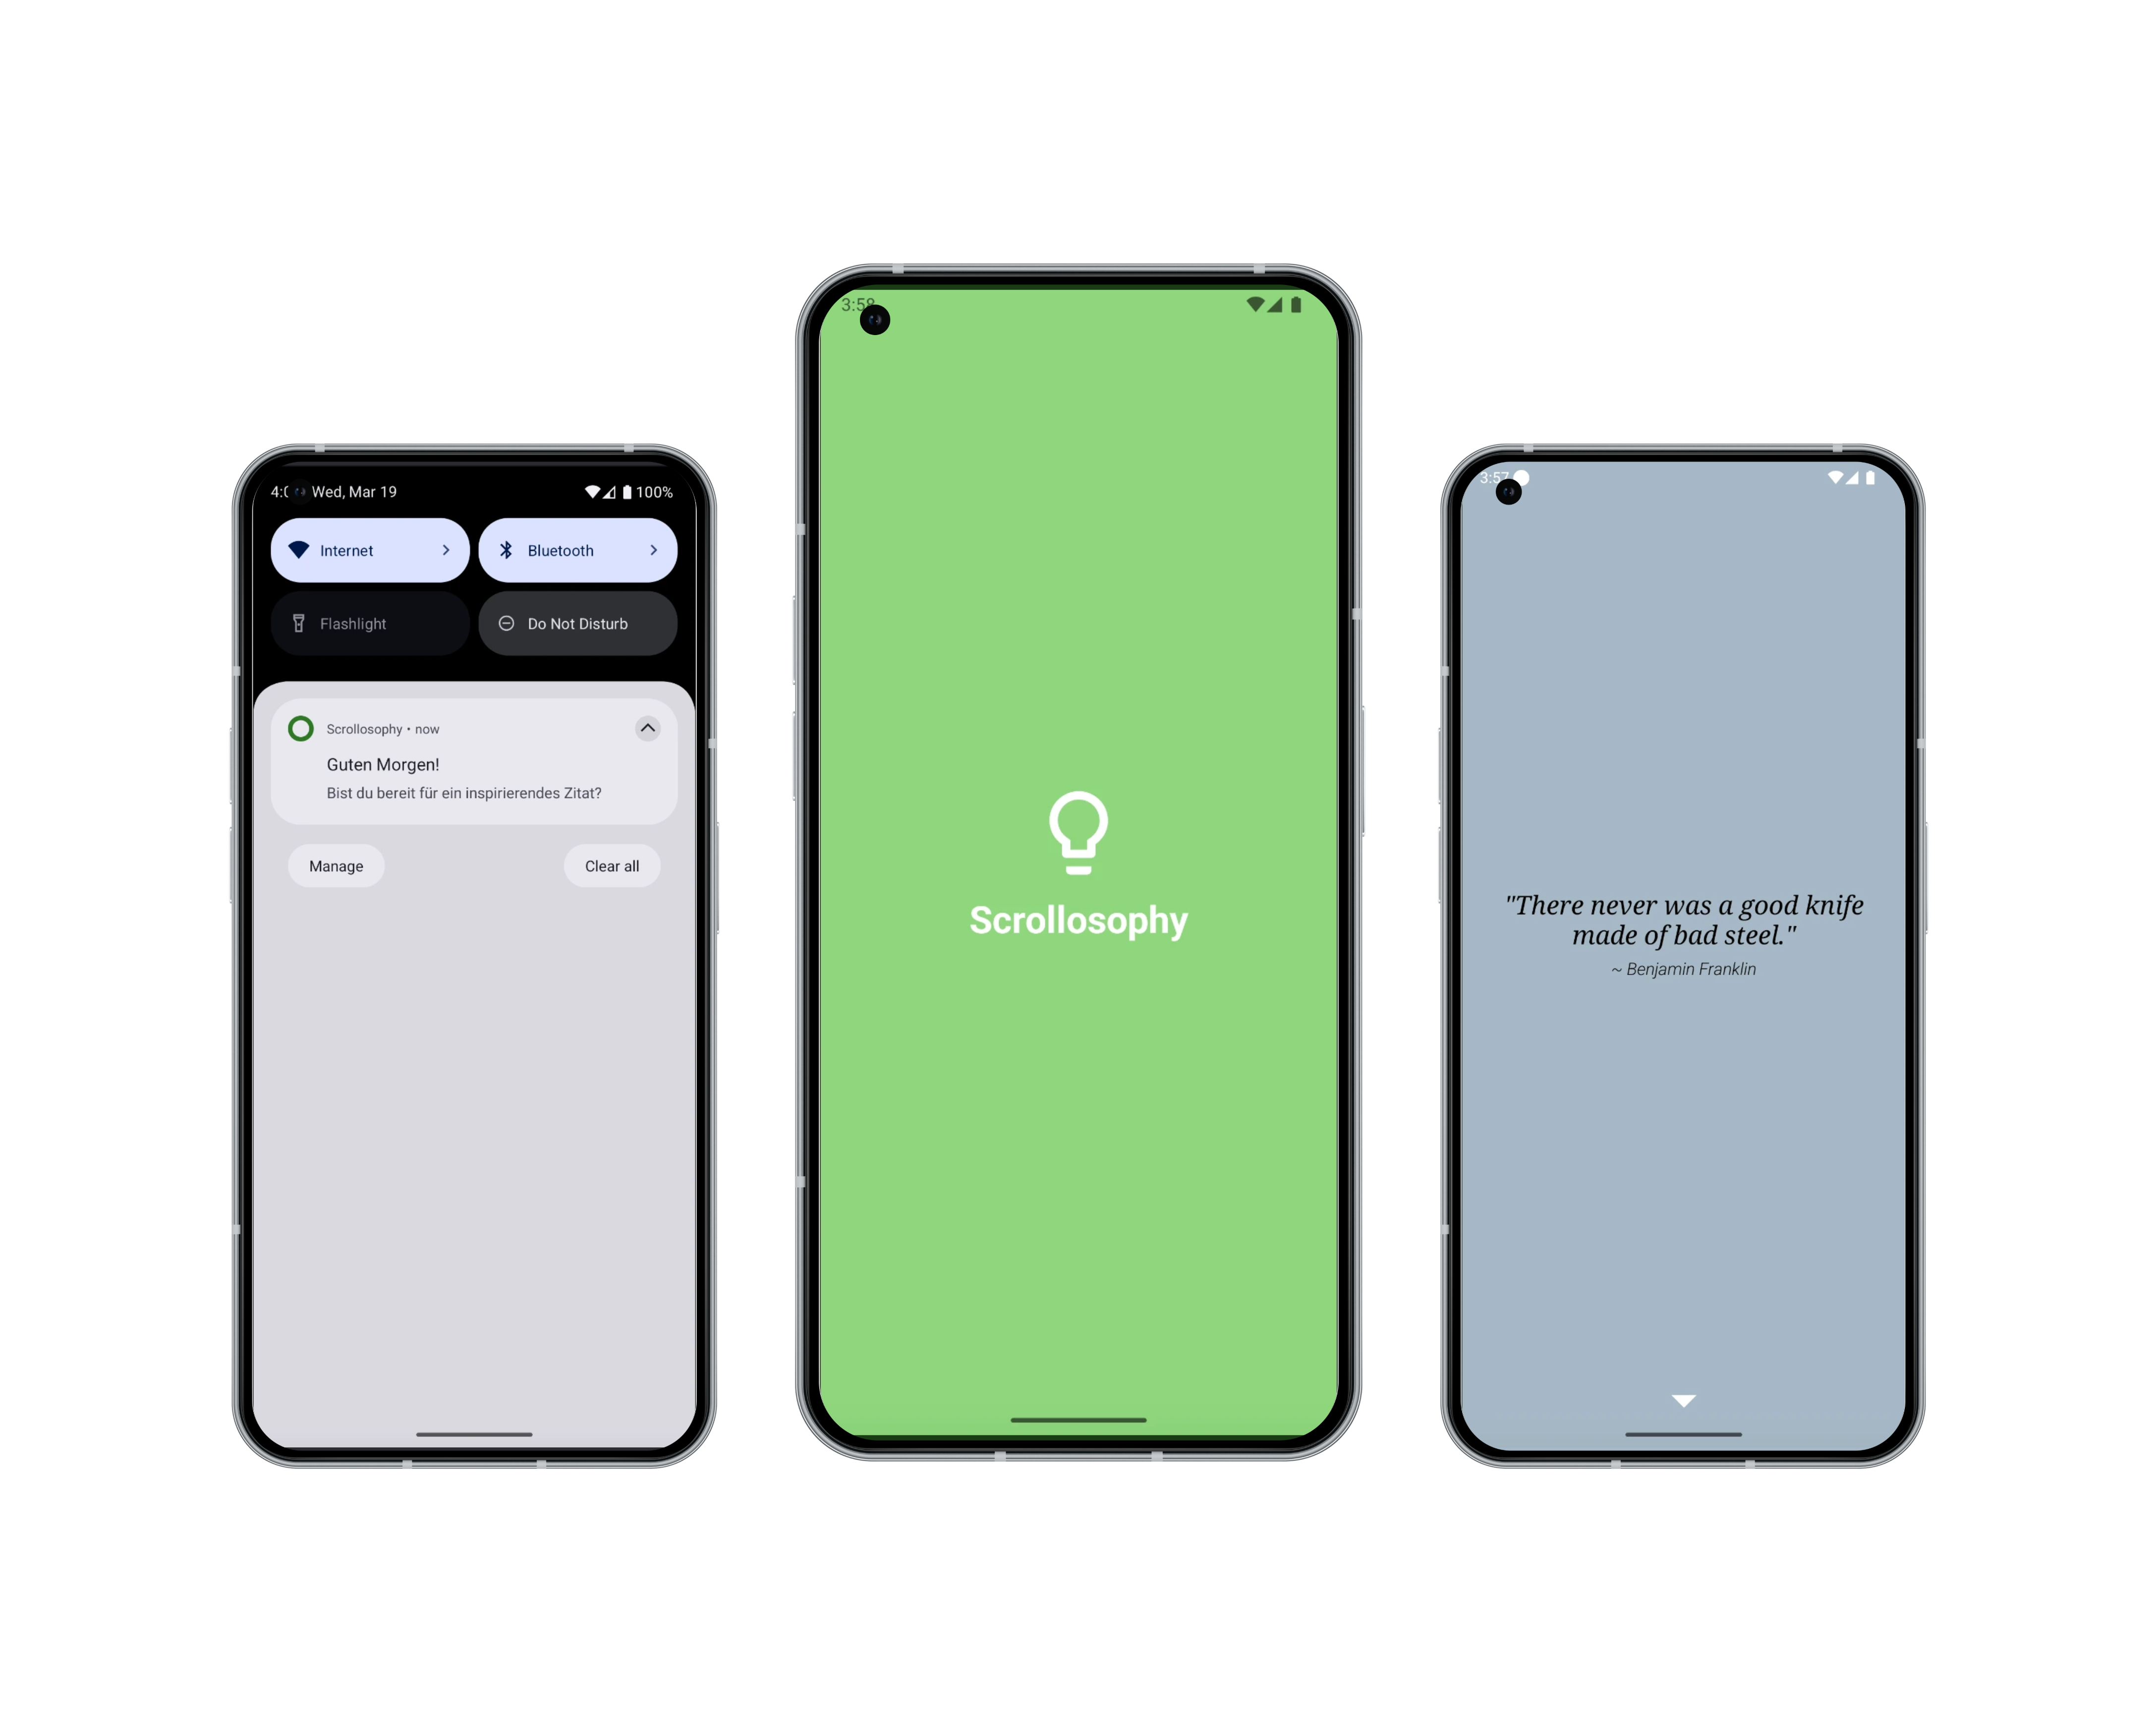 Wed, Mar 19
100%
Internet
Bluetooth
Flashlight
Do Not Disturb
Scrollosophy • now
Guten Morgen!
Bist du bereit für ein inspirierendes Zitat?
Manage
Clear all
3:58
Scrollosophy
3:57
"There never was a good knife
made of bad steel."
~ Benjamin Franklin